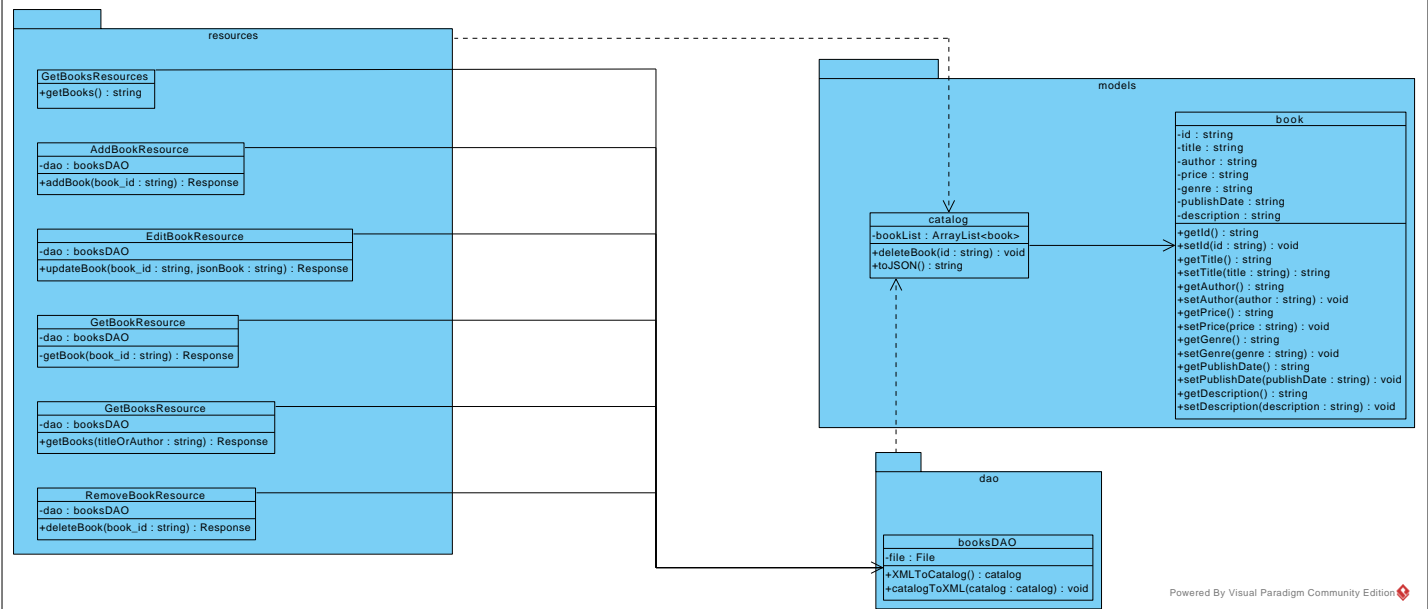 resources
GetBooksResources
+getBooks() : string
AddBookResource
-dao : booksDAO
+addBook(book_id : string) : Response
EditBookResource
-dao : booksDAO
+updateBook(book_id : string, jsonBook : string) : Response
GetBookResource
-dao : booksDAO
-getBook(book_id : string) : Response
GetBooksResource
-dao : booksDAO
+getBooks(titleOrAuthor : string) : Response
RemoveBookResource
-dao : booksDAO
+deleteBook(book_id : string) : Response
models
catalog
-bookList : ArrayList<book>
+deleteBook(id : string) : void
+toJSON() : string
book
-id : string
-title : string
-author : string
-price : string
-genre : string
-publishDate : string
-description : string
+getId() : string
+setId(id : string) : void
+getTitle() : string
+setTitle(title : string) : string
+getAuthor() : string
+setAuthor(author : string) : void
+getPrice() : string
+setPrice(price : string) : void
+getGenre() : string
+setGenre(genre : string) : void
+getPublishDate() : string
+setPublishDate(publishDate : string) : void
+getDescription() : string
+setDescription(description : string) : void
dao
booksDAO
-file : File
+XMLToCatalog() : catalog
+catalogToXML(catalog : catalog) : void
Powered By Visual Paradigm Community Edition